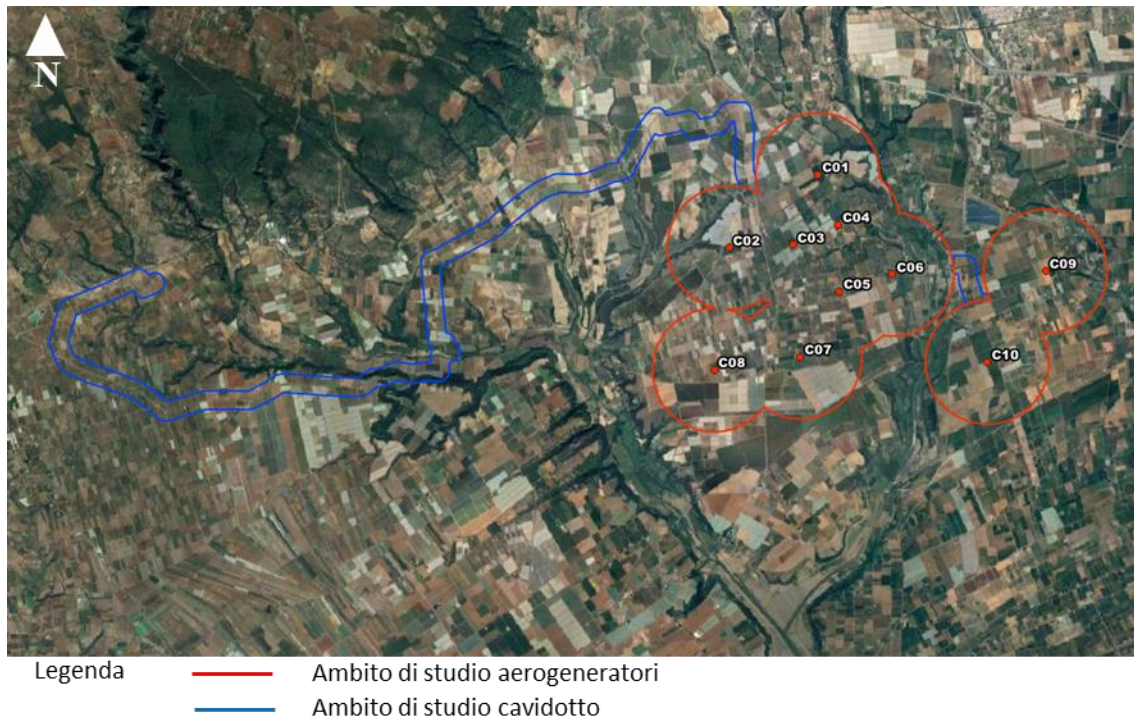 N
C01
C04
C03
C02
C06
C09
C05
C07
C10
C08
Legenda
Ambito di studio aerogeneratori
Ambito di studio cavidotto